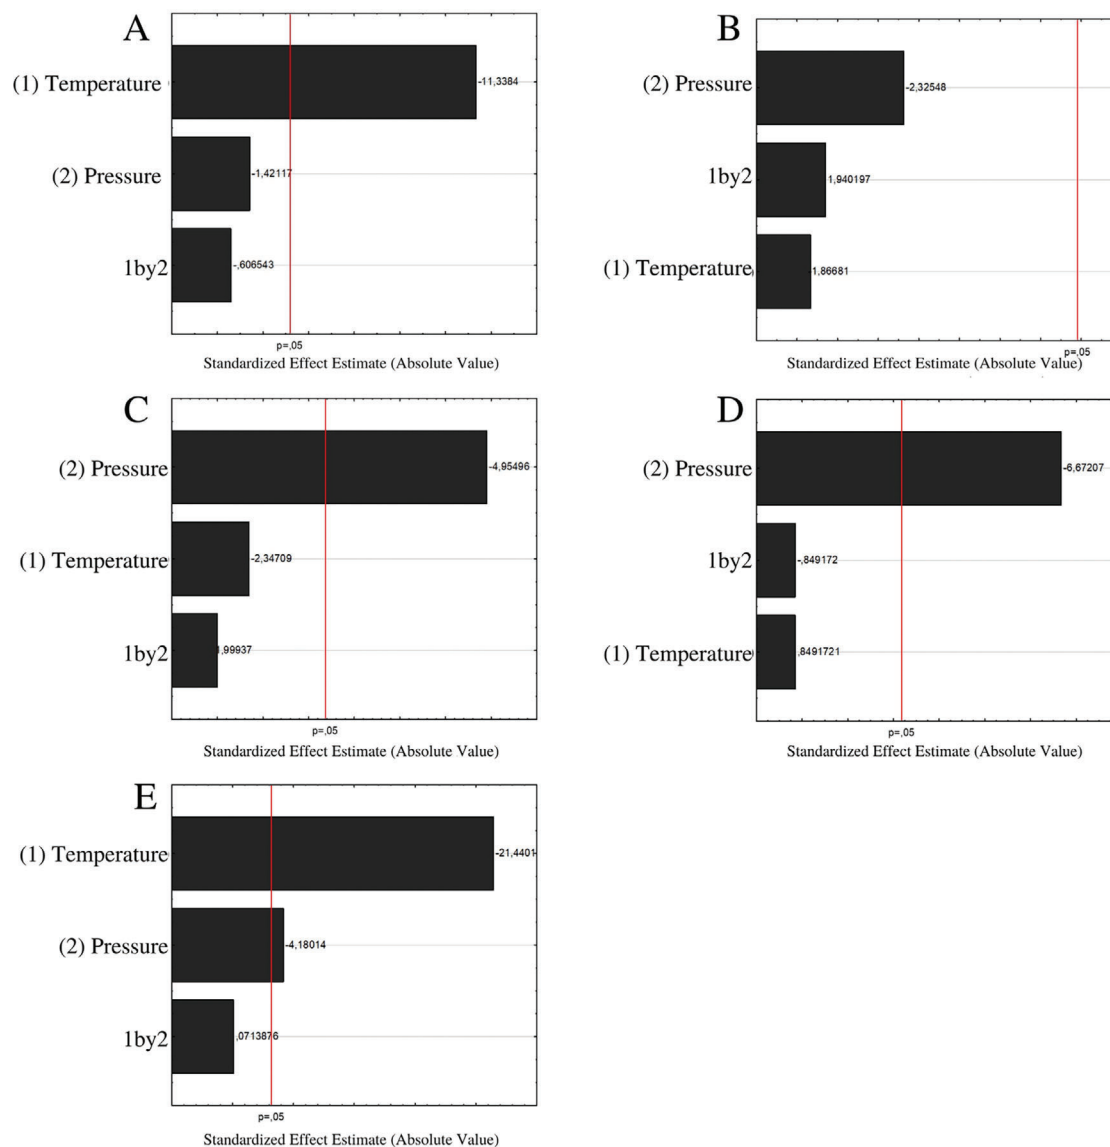 A
(1) Temperature
-11,3384
(2) Pressure
-1,42117
1by2
-,606543
p=,05
Standardized Effect Estimate (Absolute Value)
B
(2) Pressure
-2,32548
1by2
1,940197
(1) Temperature
-1,86681
p=,05
Standardized Effect Estimate (Absolute Value)
C
(2) Pressure
-4,95496
(1) Temperature
-2,34709
1by2
1,99937
p=,05
Standardized Effect Estimate (Absolute Value)
D
(2) Pressure
-6,67207
1by2
-,849172
(1) Temperature
,8491721
p=,05
Standardized Effect Estimate (Absolute Value)
E
(1) Temperature
-21,4401
(2) Pressure
-4,18014
1by2
,0713876
p=,05
Standardized Effect Estimate (Absolute Value)